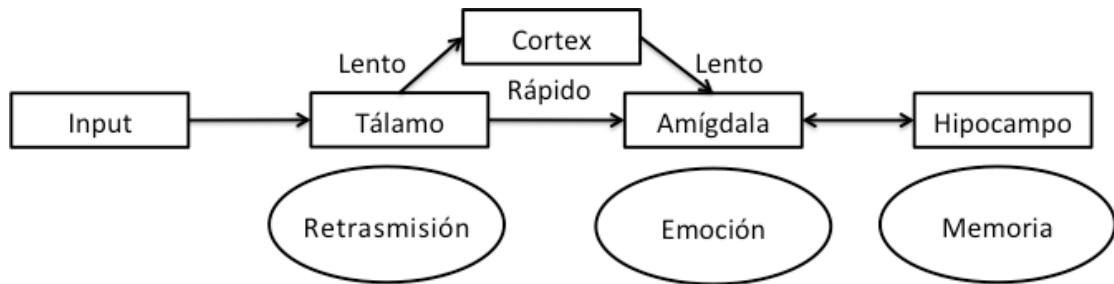 Cortex
Lento
Lento
Rápido
Input
Tálamo
Amígdala
Hipocampo
Retrasmisión
Emoción
Memoria